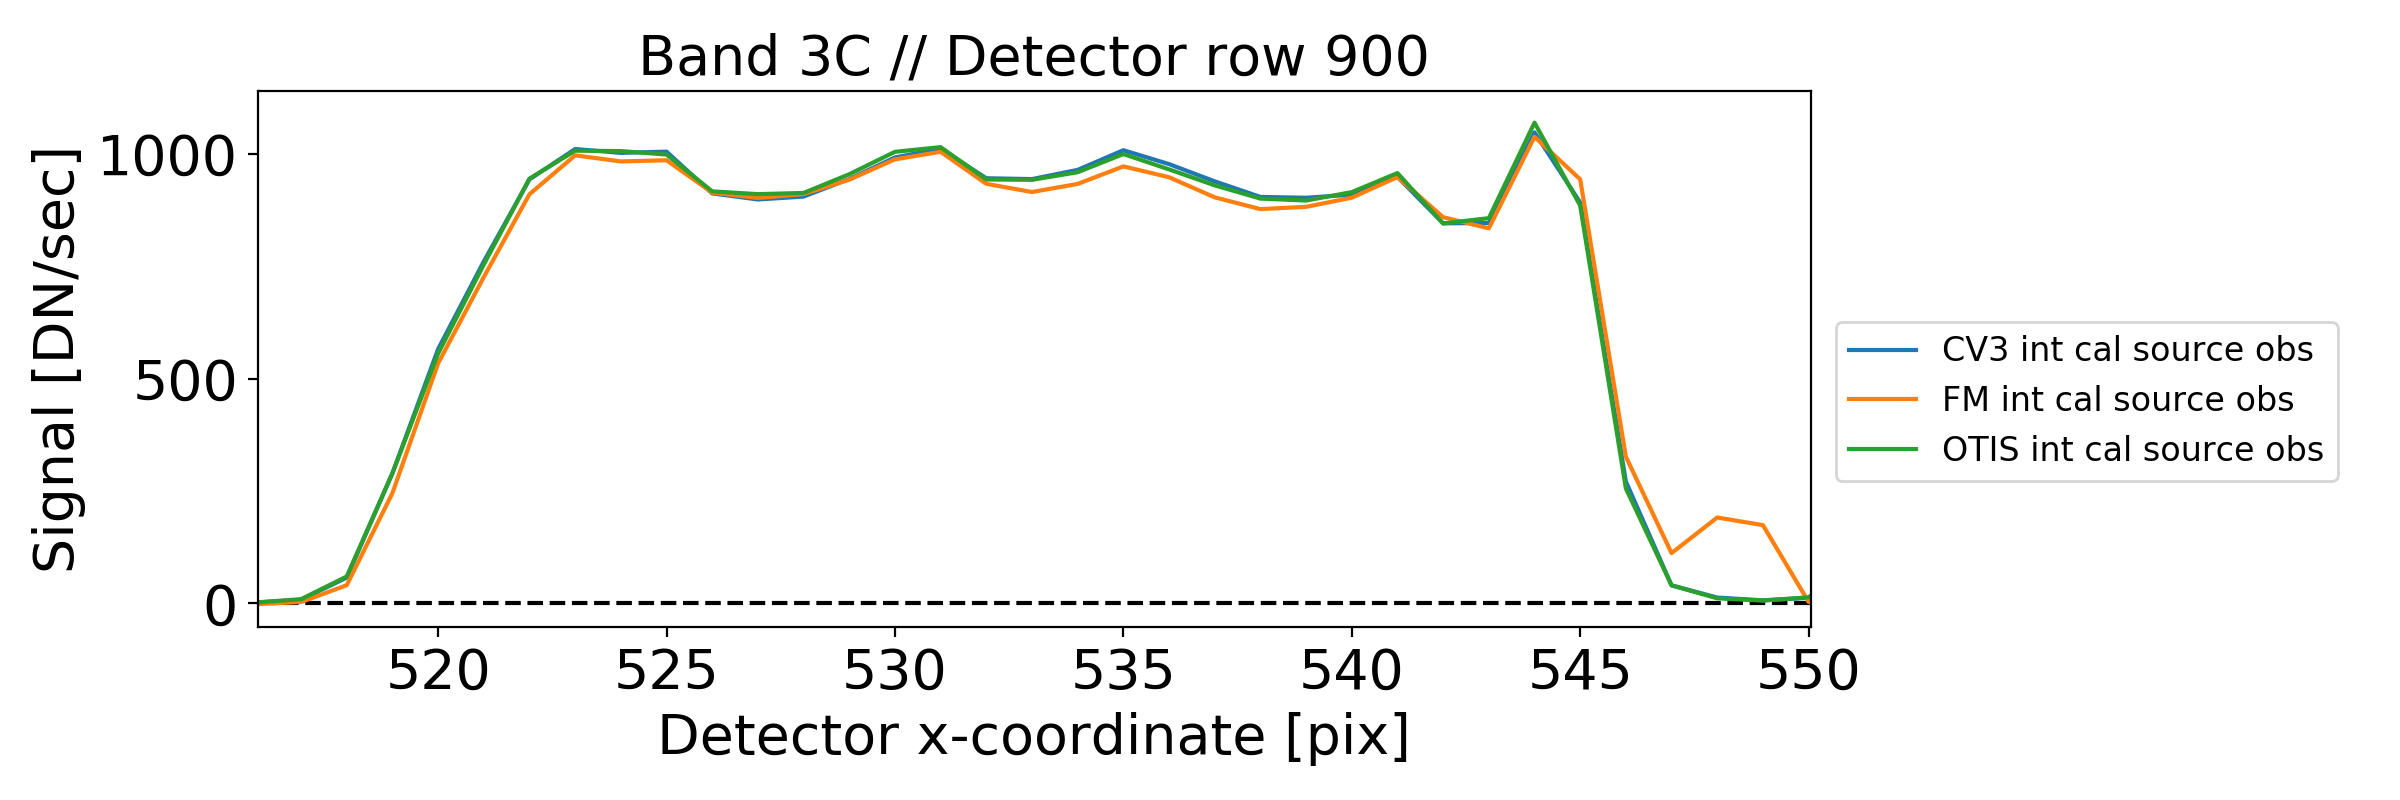 Band 3C // Detector row 900
Signal [DN/sec]
1000
500
0
520 525 530 535 540 545 550
Detector x-coordinate [pix]
CV3 int cal source obs
FM int cal source obs
OTIS int cal source obs